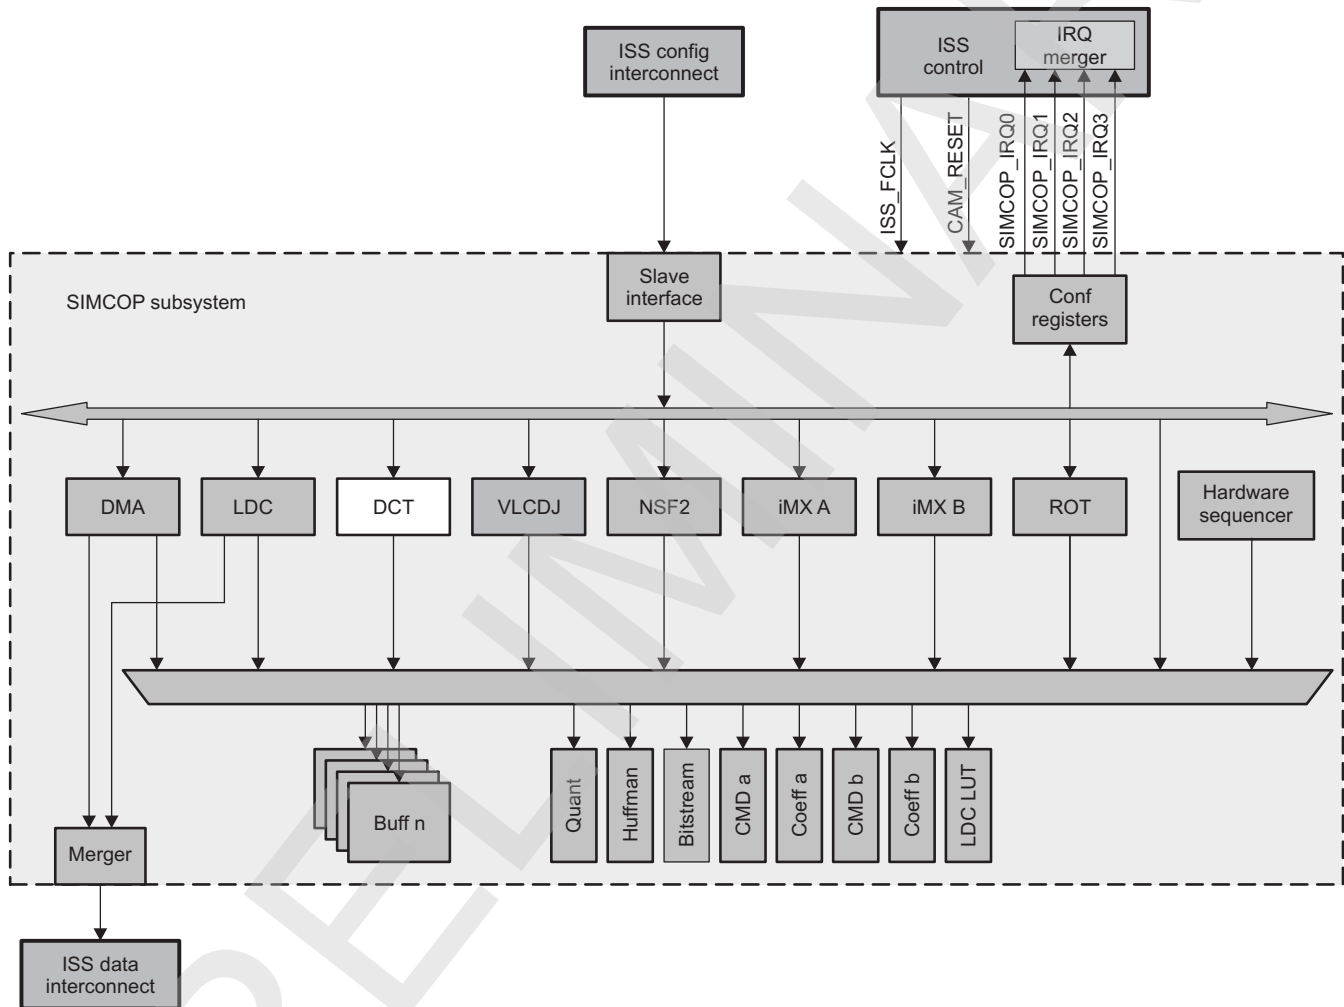 ISS config
interconnect
ISS
control
IRQ
merger
ISS_FCLK
CAM_RESET
SIMCOP_IRQ0
SIMCOP_IRQ1
SIMCOP_IRQ2
SIMCOP_IRQ3
SIMCOP subsystem
Slave
interface
Conf
registers
DMA
LDC
DCT
VLCDJ
NSF2
iMX A
iMX B
ROT
Hardware
sequencer
Buff n
Quant
Huffman
Bitstream
CMD a
Coeff a
CMD b
Coeff b
LDC LUT
Merger
ISS data
interconnect